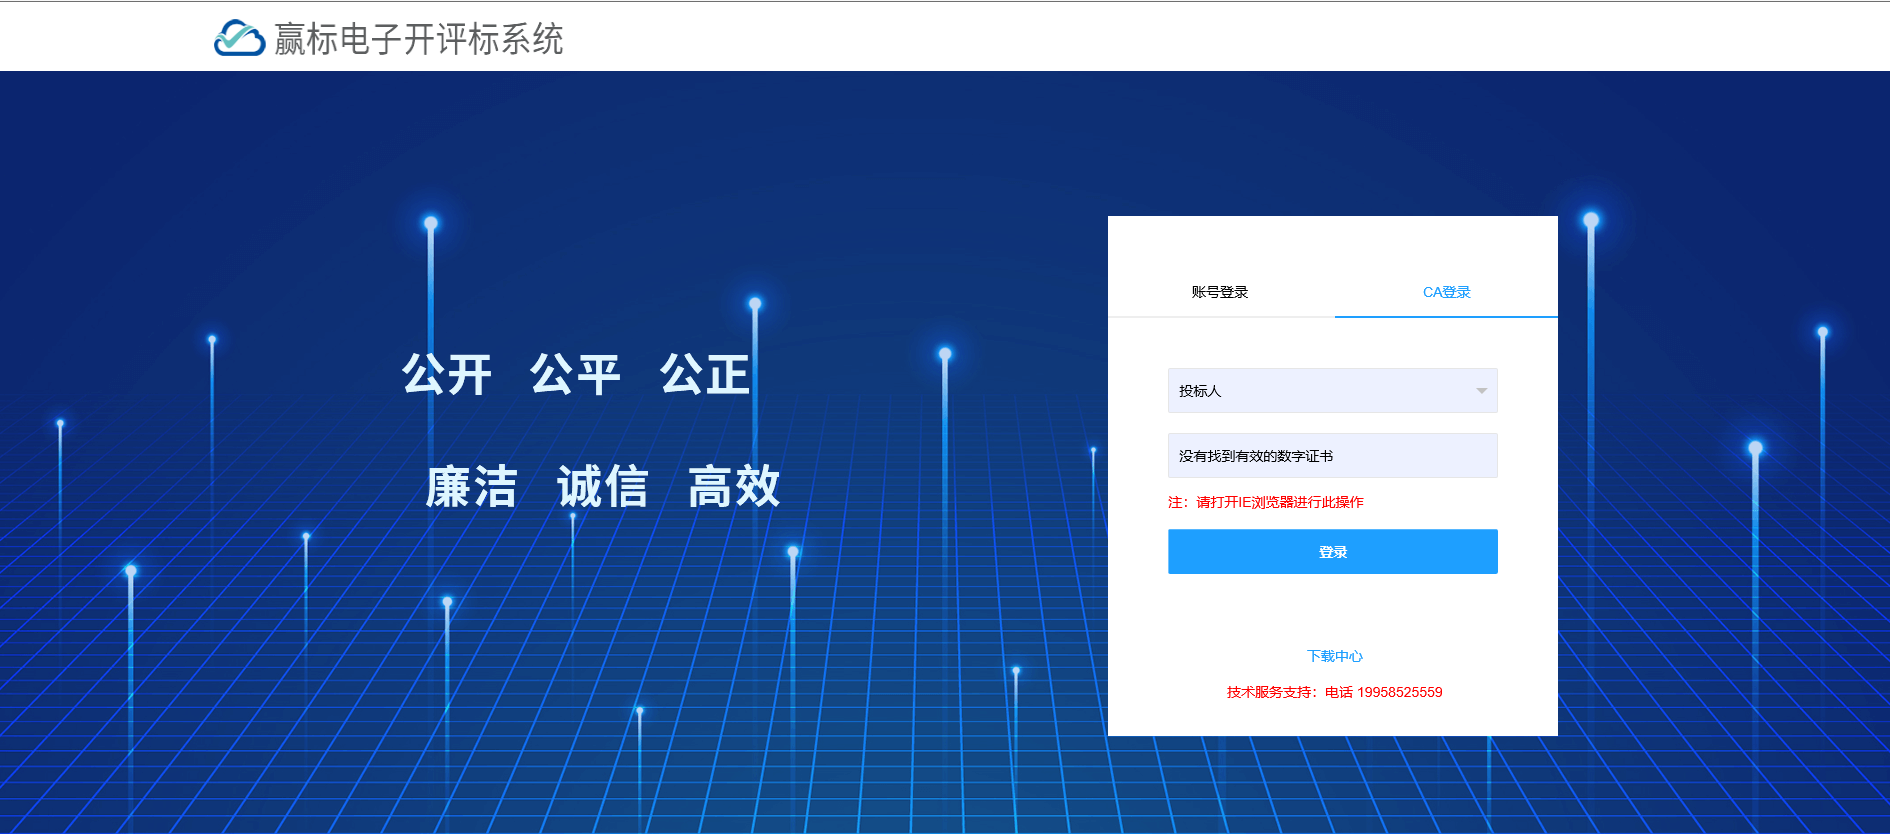 赢标电子开评标系统
公开 公平 公正
廉洁 诚信 高效
账号登录 CA登录
投标人
没有找到有效的数字证书
注：请打开IE浏览器进行此操作
登录
下载中心
技术服务支持：电话 19958525559